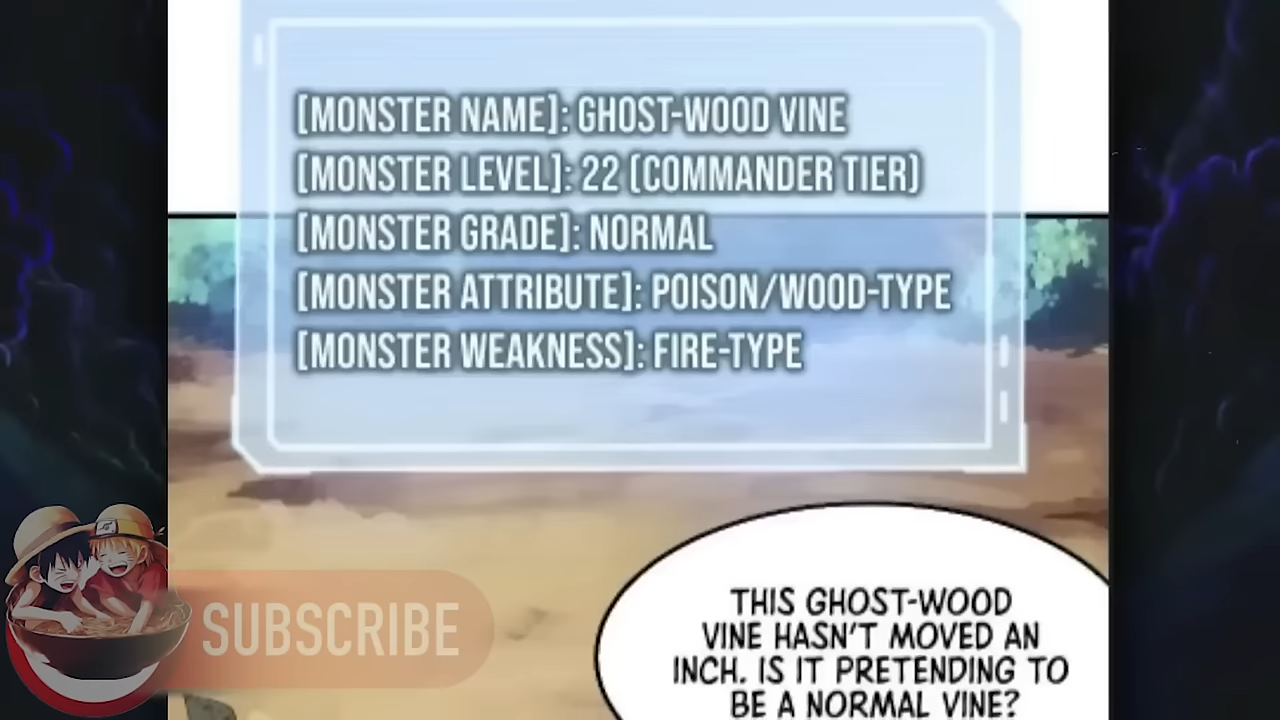 [MONSTER NAME]: GHOST-WOOD VINE
[MONSTER LEVEL]: 22 (COMMANDER TIER)
[MONSTER GRADE]: NORMAL
[MONSTER ATTRIBUTE]: POISON/WOOD-TYPE
[MONSTER WEAKNESS]: FIRE-TYPE
SUBSCRIBE
THIS GHOST-WOOD
VINE HASN'T MOVED AN
INCH. IS IT PRETENDING TO
BE A NORMAL VINE?